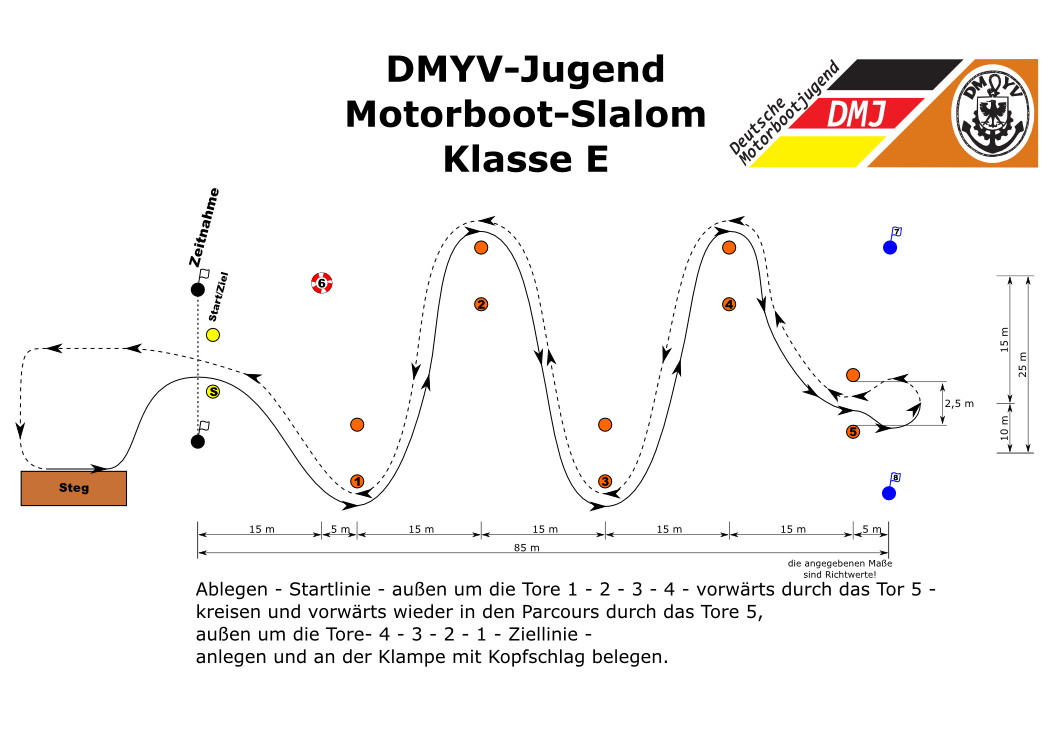 DMYV-Jugend
Motorboot-Slalom
Klasse E
Deutsche
Motorbootjugend
DMJ
DMYV
Zeitnahme
Start/Ziel
6
7
2
4
S
5
2,5 m
15 m
25 m
10 m
1
3
8
Steg
15 m 5 m 15 m 15 m 15 m 15 m 5 m
85 m
die angegebenen Maße
sind Richtwerte!
Ablegen - Startlinie - außen um die Tore 1 - 2 - 3 - 4 - vorwärts durch das Tor 5 -
kreisen und vorwärts wieder in den Parcours durch das Tore 5,
außen um die Tore- 4 - 3 - 2 - 1 - Ziellinie -
anlegen und an der Klampe mit Kopfschlag belegen.